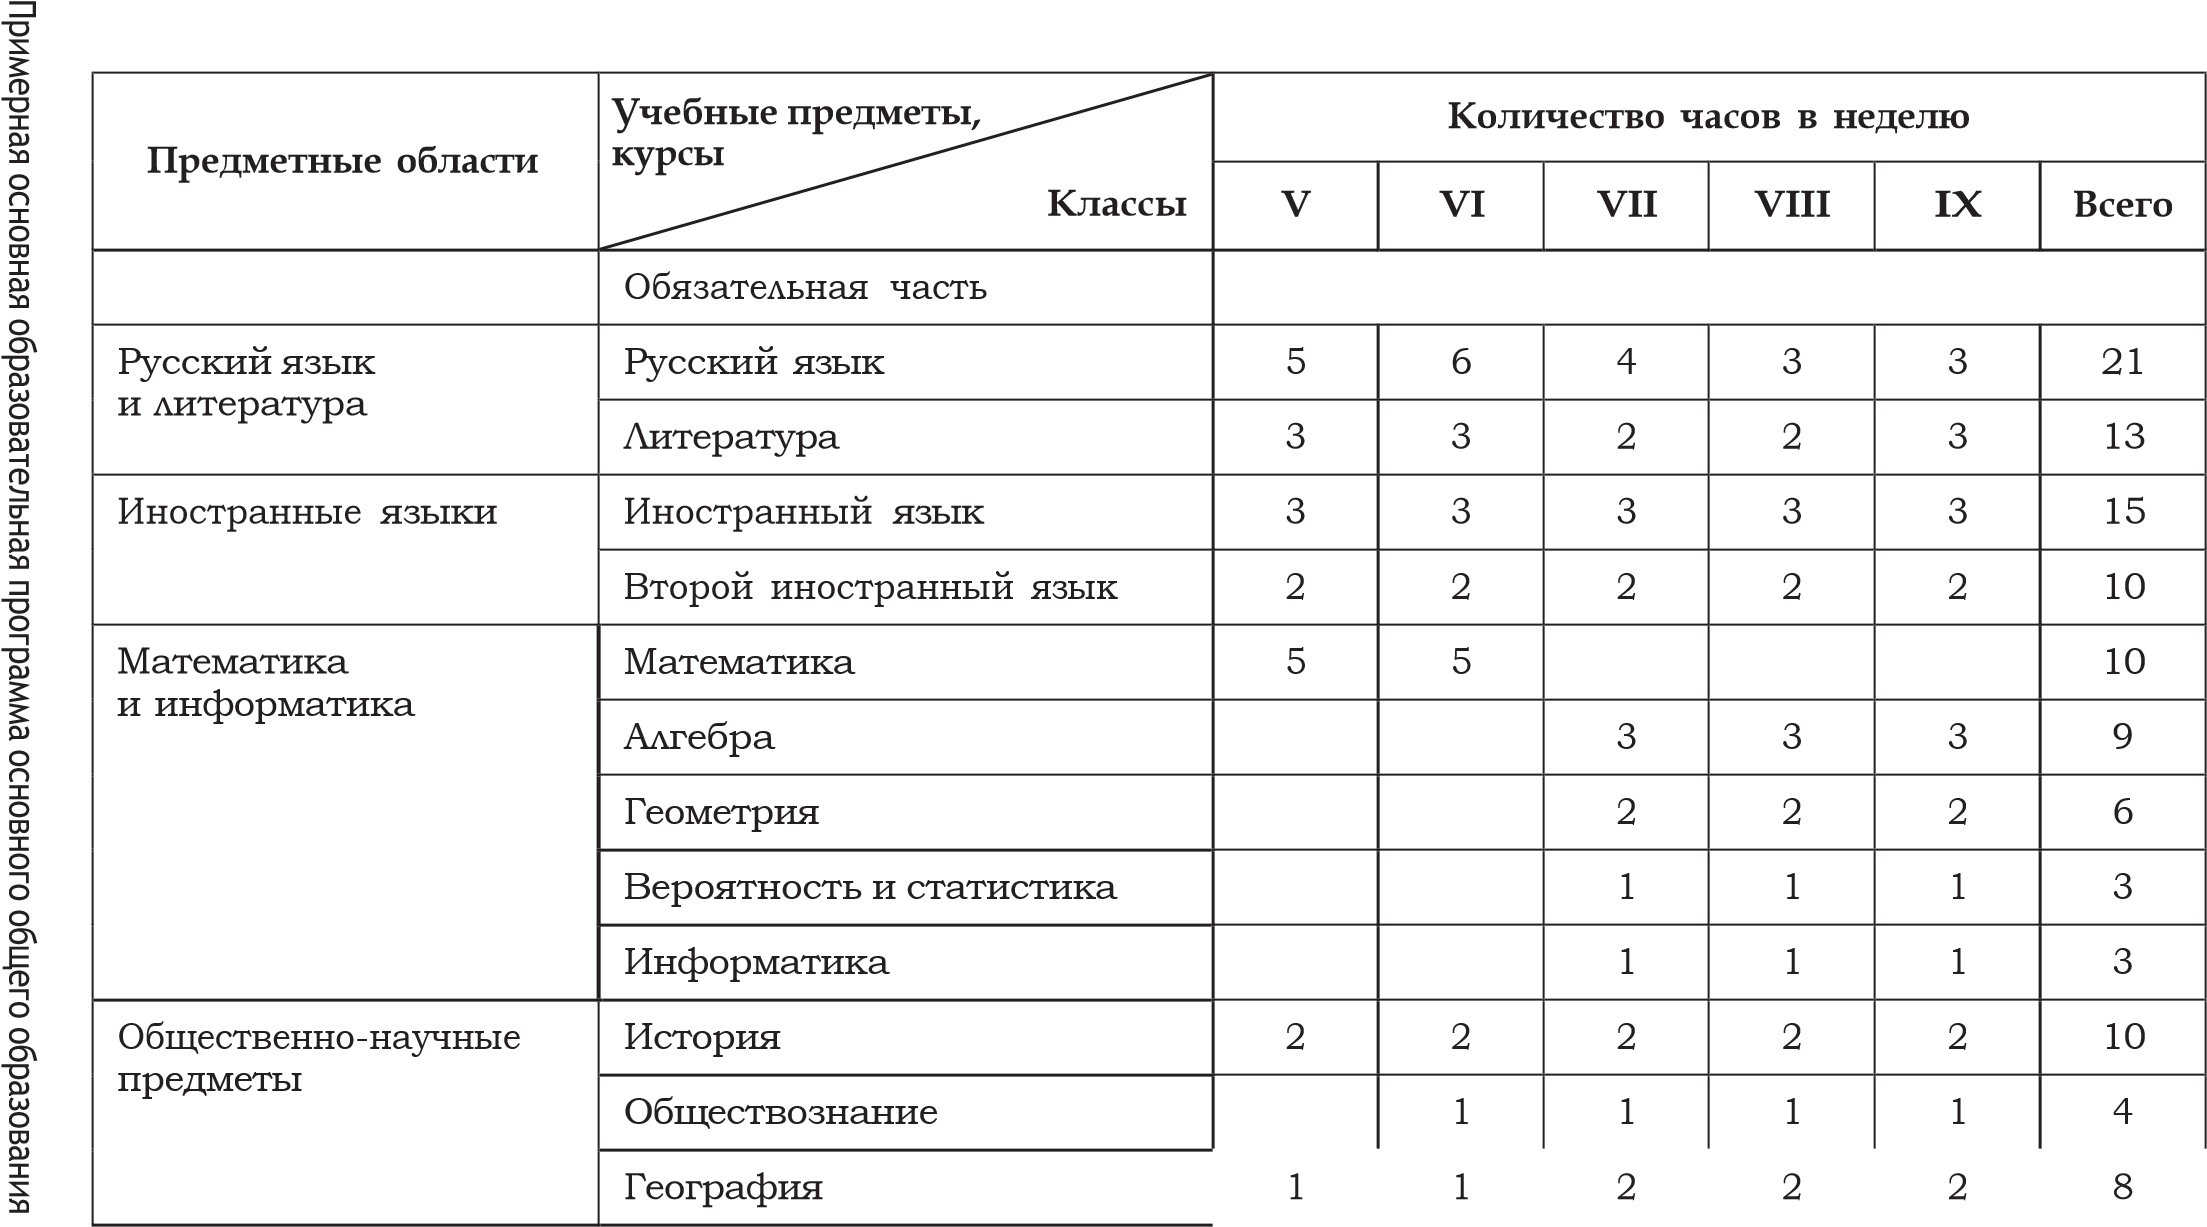 Примерная основная образовательная программа основного общего образования
Предметные области
Учебные предметы,
курсы
Классы
Количество часов в неделю
V VI VII VIII IX Всего
Обязательная часть
Русский язык
и литература
Русский язык 5 6 4 3 3 21
Литература 3 3 2 2 3 13
Иностранные языки
Иностранный язык 3 3 3 3 3 15
Второй иностранный язык 2 2 2 2 2 10
Математика
и информатика
Математика 5 5 10
Алгебра 3 3 3 9
Геометрия 2 2 2 6
Вероятность и статистика 1 1 1 3
Информатика 1 1 1 3
Общественно-научные
предметы
История 2 2 2 2 2 10
Обществознание 1 1 1 1 4
География 1 1 2 2 2 8